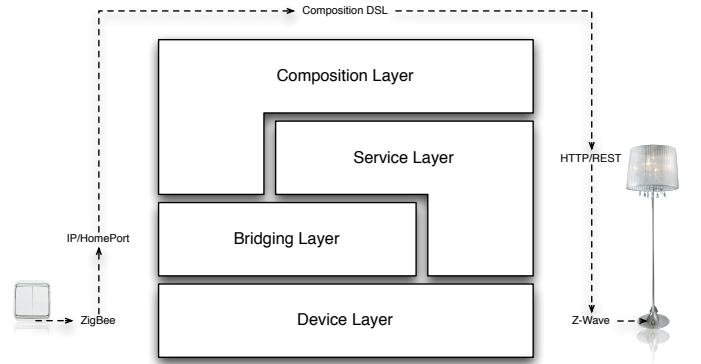 Composition DSL
Composition Layer
Service Layer
HTTP/REST
IP/HomePort
Bridging Layer
ZigBee
Device Layer
Z-Wave